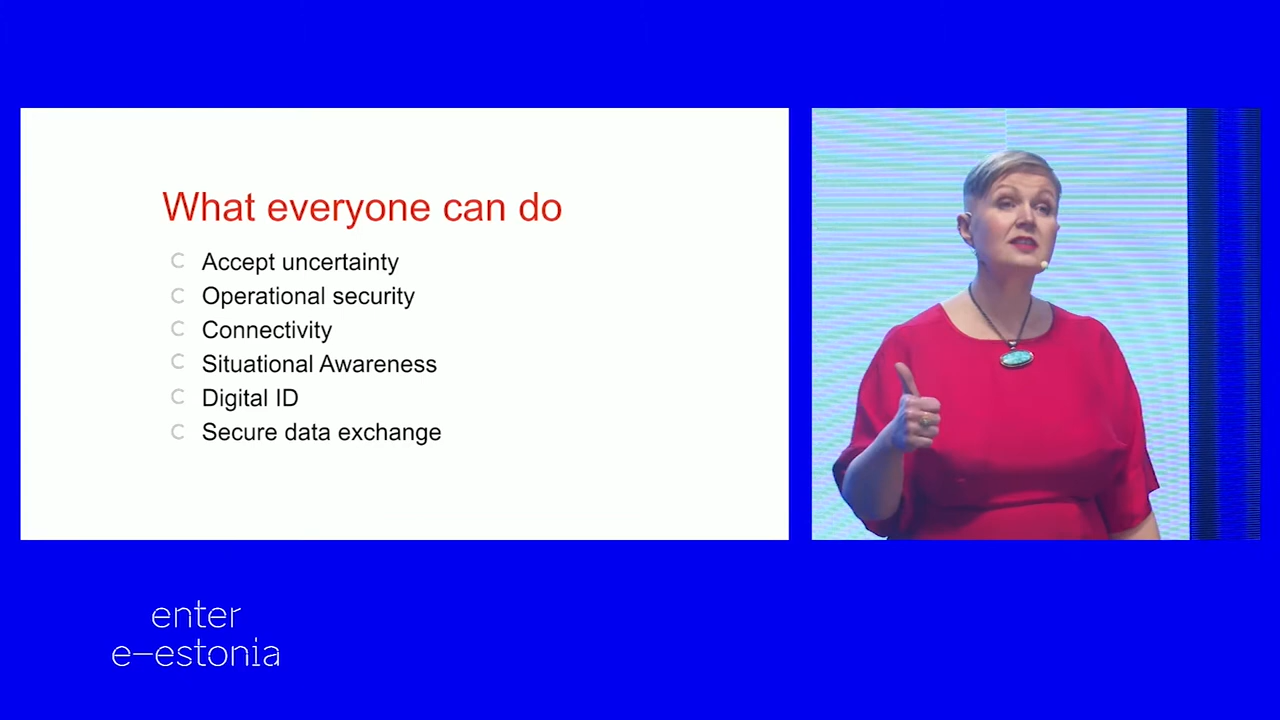 What everyone can do
Accept uncertainty
Operational security
Connectivity
Situational Awareness
Digital ID
Secure data exchange
enter
e–estonia